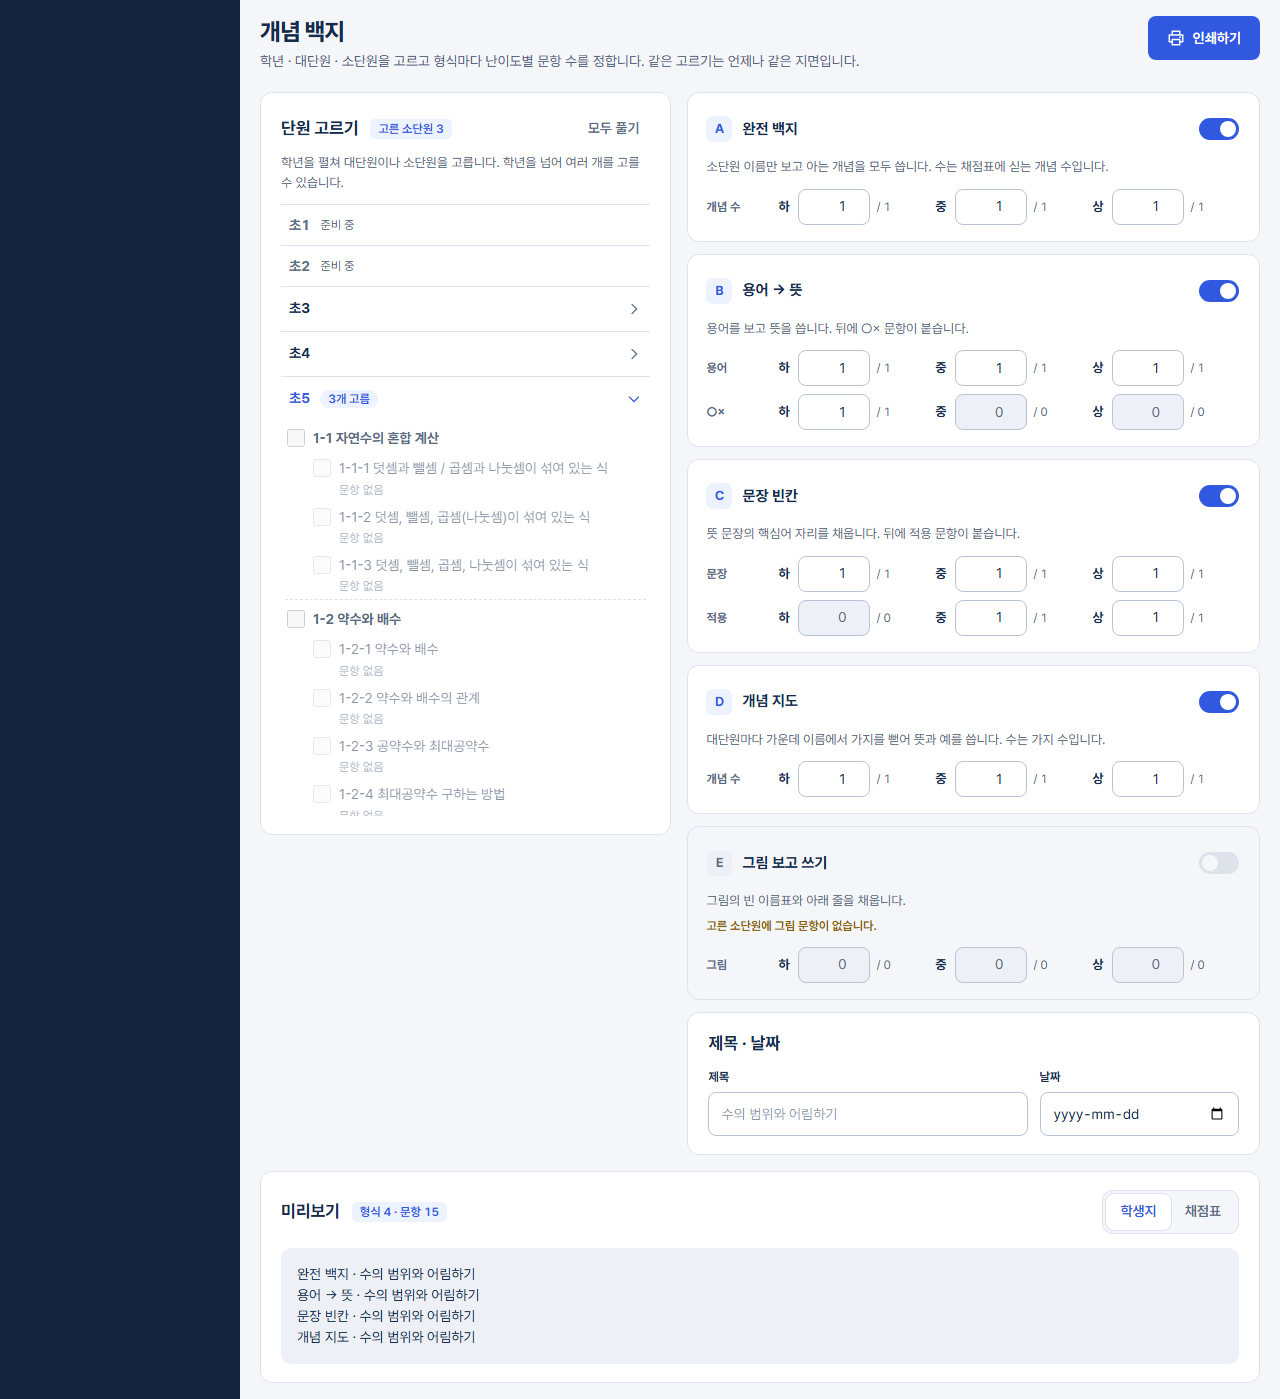 개념 백지
학년 · 대단원 · 소단원을 고르고 형식마다 난이도별 문항 수를 정합니다. 같은 고르기는 언제나 같은 지면입니다.
인쇄하기
단원 고르기 고른 소단원 3 모두 풀기
학년을 펼쳐 대단원이나 소단원을 고릅니다. 학년을 넘어 여러 개를 고를
수 있습니다.
초1 준비 중
초2 준비 중
초3
초4
초5 3개 고름
1-1 자연수의 혼합 계산
1-1-1 덧셈과 뺄셈 / 곱셈과 나눗셈이 섞여 있는 식
문항 없음
1-1-2 덧셈, 뺄셈, 곱셈(나눗셈)이 섞여 있는 식
문항 없음
1-1-3 덧셈, 뺄셈, 곱셈, 나눗셈이 섞여 있는 식
문항 없음
1-2 약수와 배수
1-2-1 약수와 배수
문항 없음
1-2-2 약수와 배수의 관계
문항 없음
1-2-3 공약수와 최대공약수
문항 없음
1-2-4 최대공약수 구하는 방법
문항 없음
A 완전 백지
소단원 이름만 보고 아는 개념을 모두 씁니다. 수는 채점표에 싣는 개념 수입니다.
개념 수 하 1 / 1 중 1 / 1 상 1 / 1
B 용어 → 뜻
용어를 보고 뜻을 씁니다. 뒤에 ○× 문항이 붙습니다.
용어 하 1 / 1 중 1 / 1 상 1 / 1
○× 하 1 / 1 중 0 / 0 상 0 / 0
C 문장 빈칸
뜻 문장의 핵심어 자리를 채웁니다. 뒤에 적용 문항이 붙습니다.
문장 하 1 / 1 중 1 / 1 상 1 / 1
적용 하 0 / 0 중 1 / 1 상 1 / 1
D 개념 지도
대단원마다 가운데 이름에서 가지를 뻗어 뜻과 예를 씁니다. 수는 가지 수입니다.
개념 수 하 1 / 1 중 1 / 1 상 1 / 1
E 그림 보고 쓰기
그림의 빈 이름표와 아래 줄을 채웁니다.
고른 소단원에 그림 문항이 없습니다.
그림 하 0 / 0 중 0 / 0 상 0 / 0
제목 · 날짜
제목 날짜
수의 범위와 어림하기 yyyy-mm-dd
미리보기 형식 4 · 문항 15 학생지 채점표
완전 백지 · 수의 범위와 어림하기
용어 → 뜻 · 수의 범위와 어림하기
문장 빈칸 · 수의 범위와 어림하기
개념 지도 · 수의 범위와 어림하기